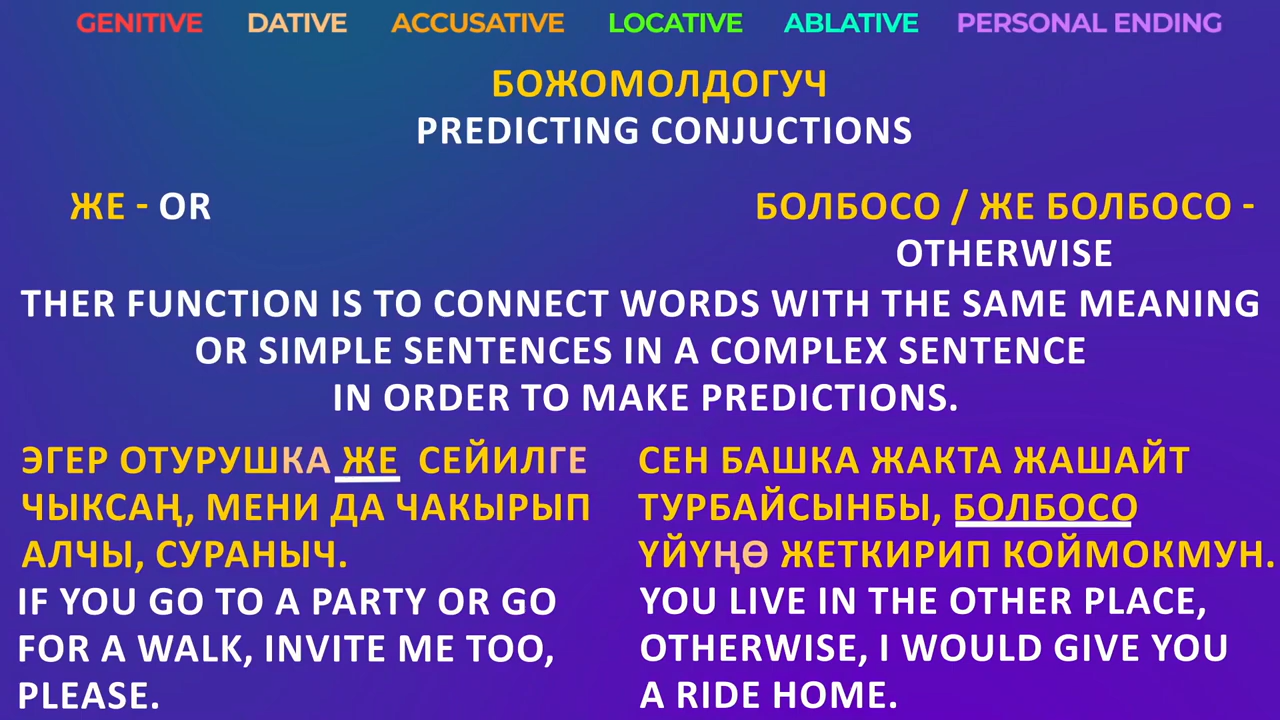 GENITIVE DATIVE ACCUSATIVE LOCATIVE ABLATIVE PERSONAL ENDING
БОЖОМОЛДОГУЧ
PREDICTING CONJUCTIONS
ЖЕ - OR
БОЛБОСО / ЖЕ БОЛБОСО -
OTHERWISE
THER FUNCTION IS TO CONNECT WORDS WITH THE SAME MEANING
OR SIMPLE SENTENCES IN A COMPLEX SENTENCE
IN ORDER TO MAKE PREDICTIONS.
ЭГЕР ОТУРУШКА ЖЕ СЕЙИЛГЕ
ЧЫКСАҢ, МЕНИ ДА ЧАКЫРЫП
АЛЧЫ, СУРАНЫЧ.
IF YOU GO TO A PARTY OR GO
FOR A WALK, INVITE ME TOO,
PLEASE.
СЕН БАШКА ЖАКТА ЖАШАЙТ
ТУРБАЙСЫНБЫ, БОЛБОСО
ҮЙҮҢӨ ЖЕТКИРИП КОЙМОКМУН.
YOU LIVE IN THE OTHER PLACE,
OTHERWISE, I WOULD GIVE YOU
A RIDE HOME.